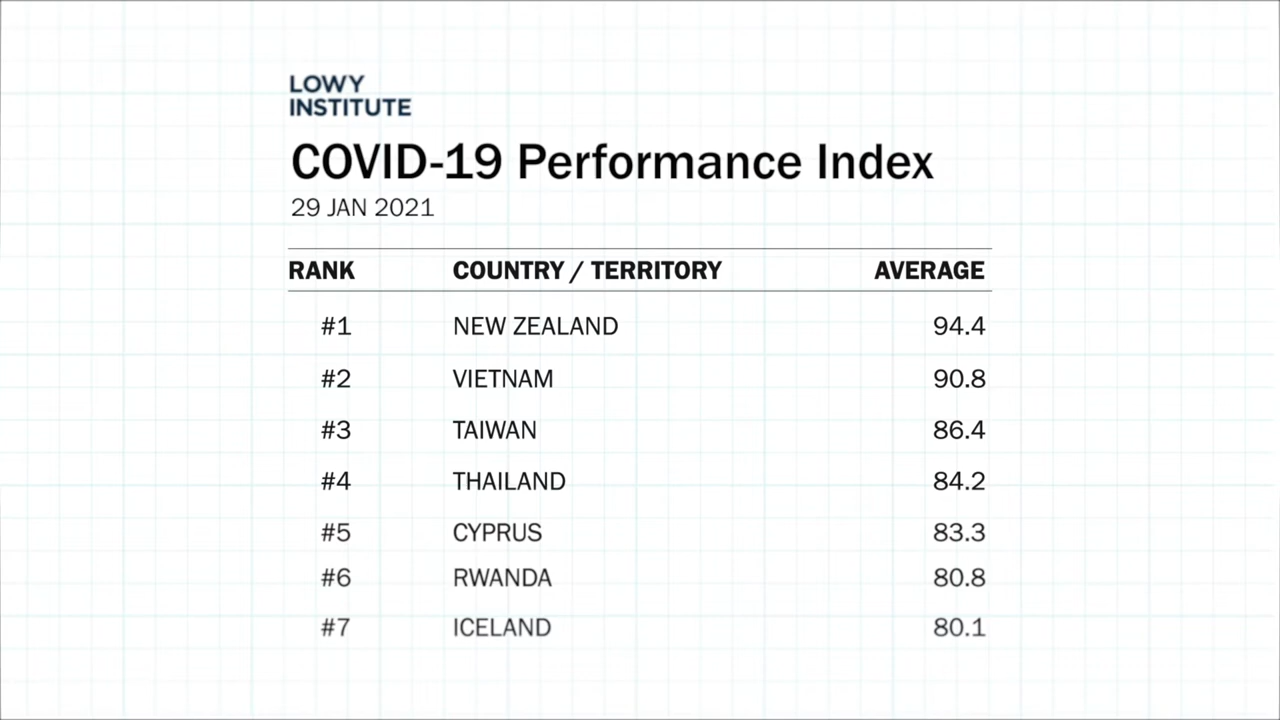 LOWY
INSTITUTE
COVID-19 Performance Index
29 JAN 2021
RANK COUNTRY / TERRITORY AVERAGE
#1 NEW ZEALAND 94.4
#2 VIETNAM 90.8
#3 TAIWAN 86.4
#4 THAILAND 84.2
#5 CYPRUS 83.3
#6 RWANDA 80.8
#7 ICELAND 80.1